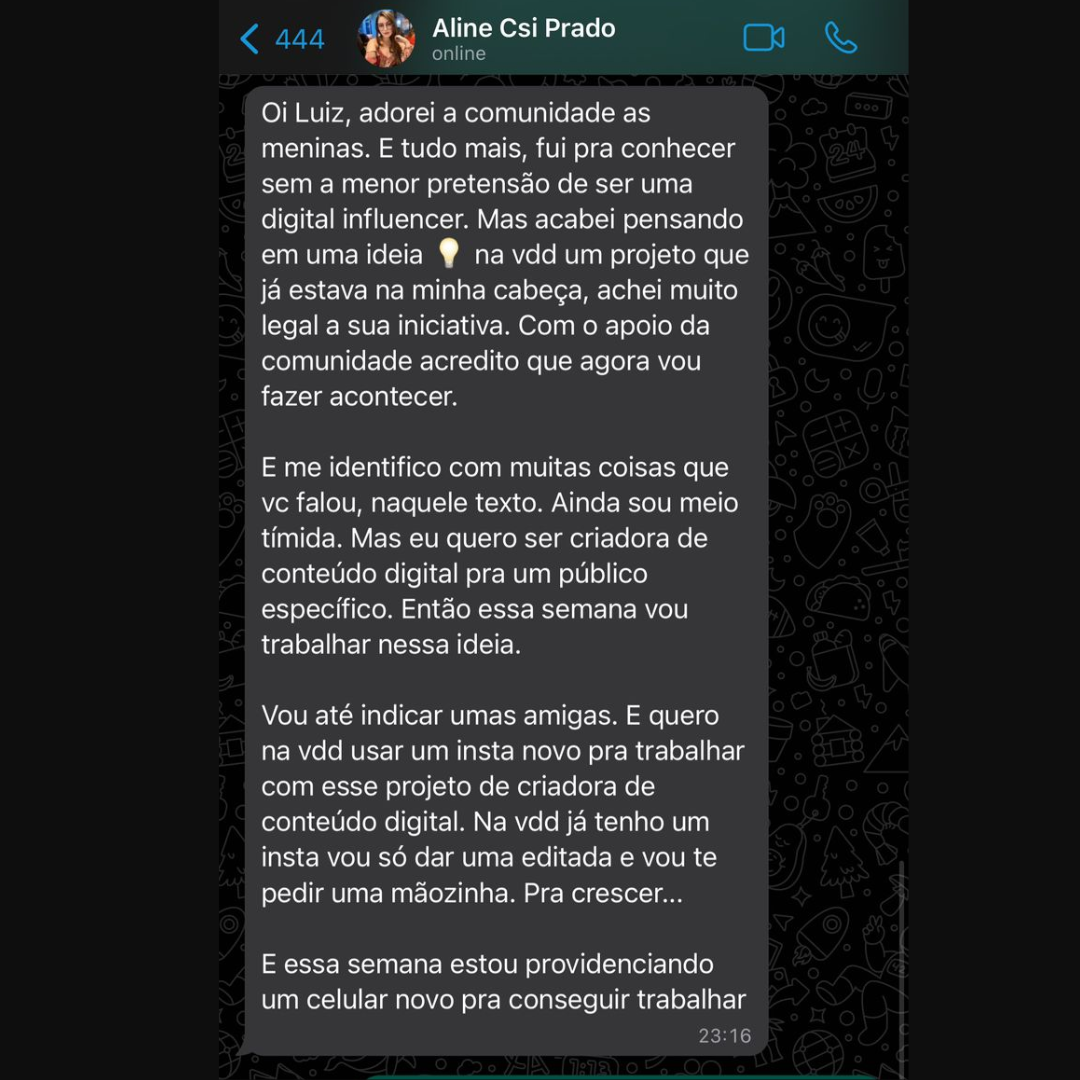 444
Aline Csi Prado
online
Oi Luiz, adorei a comunidade as
meninas. E tudo mais, fui pra conhecer
sem a menor pretensão de ser uma
digital influencer. Mas acabei pensando
em uma ideia 💡 na vdd um projeto que
já estava na minha cabeça, achei muito
legal a sua iniciativa. Com o apoio da
comunidade acredito que agora vou
fazer acontecer.
E me identifico com muitas coisas que
vc falou, naquele texto. Ainda sou meio
tímida. Mas eu quero ser criadora de
conteúdo digital pra um público
específico. Então essa semana vou
trabalhar nessa ideia.
Vou até indicar umas amigas. E quero
na vdd usar um insta novo pra trabalhar
com esse projeto de criadora de
conteúdo digital. Na vdd já tenho um
insta vou só dar uma editada e vou te
pedir uma mãozinha. Pra crescer...
E essa semana estou providenciando
um celular novo pra conseguir trabalhar
23:16